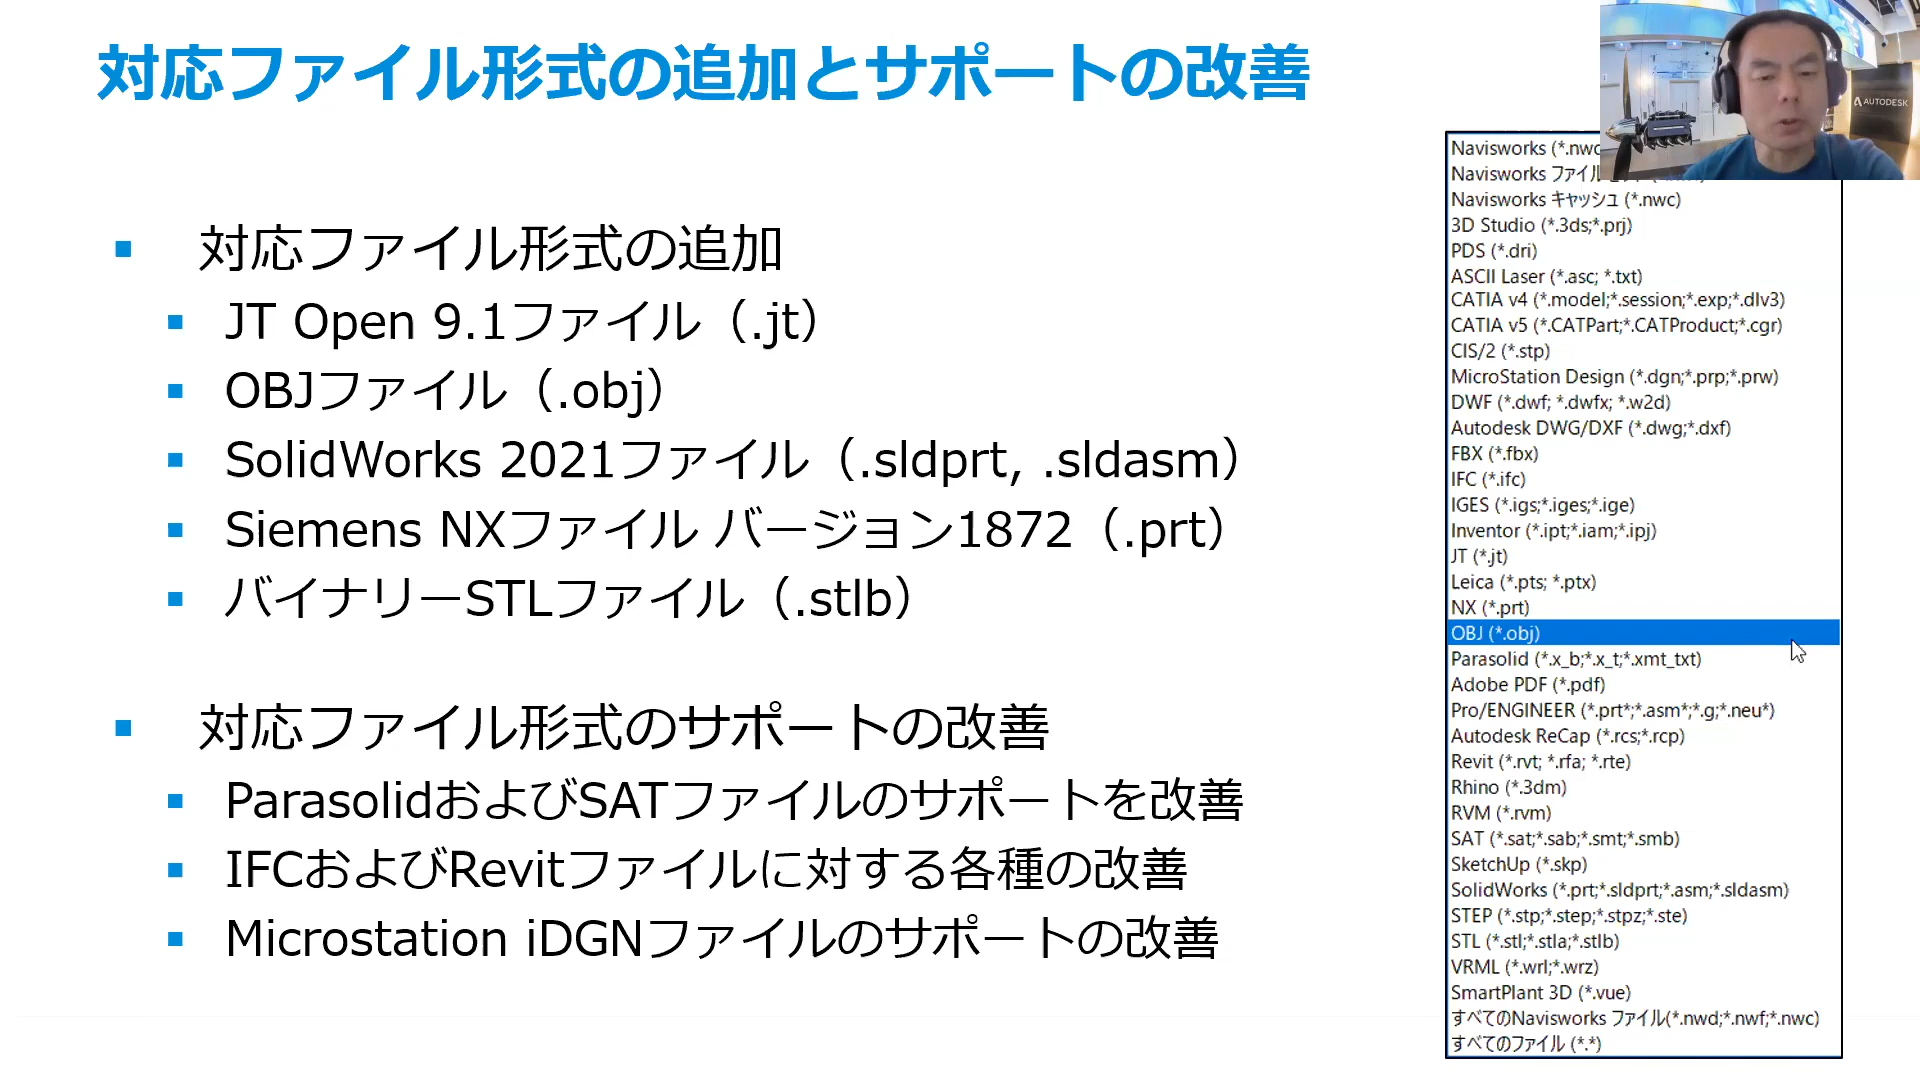 対応ファイル形式の追加とサポートの改善
AUTODESK
対応ファイル形式の追加
JT Open 9.1ファイル（.jt）
OBJファイル（.obj）
SolidWorks 2021ファイル（.sldprt, .sldasm）
Siemens NXファイル バージョン1872（.prt）
バイナリーSTLファイル（.stlb）
対応ファイル形式のサポートの改善
ParasolidおよびSATファイルのサポートを改善
IFCおよびRevitファイルに対する各種の改善
Microstation iDGNファイルのサポートの改善
Navisworks (*.nwc
Navisworks ファイル
Navisworks キャッシュ (*.nwc)
3D Studio (*.3ds;*.prj)
PDS (*.dri)
ASCII Laser (*.asc; *.txt)
CATIA v4 (*.model;*.session;*.exp;*.dlv3)
CATIA v5 (*.CATPart;*.CATProduct;*.cgr)
CIS/2 (*.stp)
MicroStation Design (*.dgn;*.prp;*.prw)
DWF (*.dwf; *.dwfx; *.w2d)
Autodesk DWG/DXF (*.dwg;*.dxf)
FBX (*.fbx)
IFC (*.ifc)
IGES (*.igs;*.iges;*.ige)
Inventor (*.ipt;*.iam;*.ipj)
JT (*.jt)
Leica (*.pts; *.ptx)
NX (*.prt)
OBJ (*.obj)
Parasolid (*.x_b;*.x_t;*.xmt_txt)
Adobe PDF (*.pdf)
Pro/ENGINEER (*.prt*;*.asm*;*.g;*.neu*)
Autodesk ReCap (*.rcs;*.rcp)
Revit (*.rvt; *.rfa; *.rte)
Rhino (*.3dm)
RVM (*.rvm)
SAT (*.sat;*.sab;*.smt;*.smb)
SketchUp (*.skp)
SolidWorks (*.prt;*.sldprt;*.asm;*.sldasm)
STEP (*.stp;*.step;*.stpz;*.ste)
STL (*.stl;*.stla;*.stlb)
VRML (*.wrl;*.wrz)
SmartPlant 3D (*.vue)
すべてのNavisworks ファイル(*.nwd;*.nwf;*.nwc)
すべてのファイル (*.*)